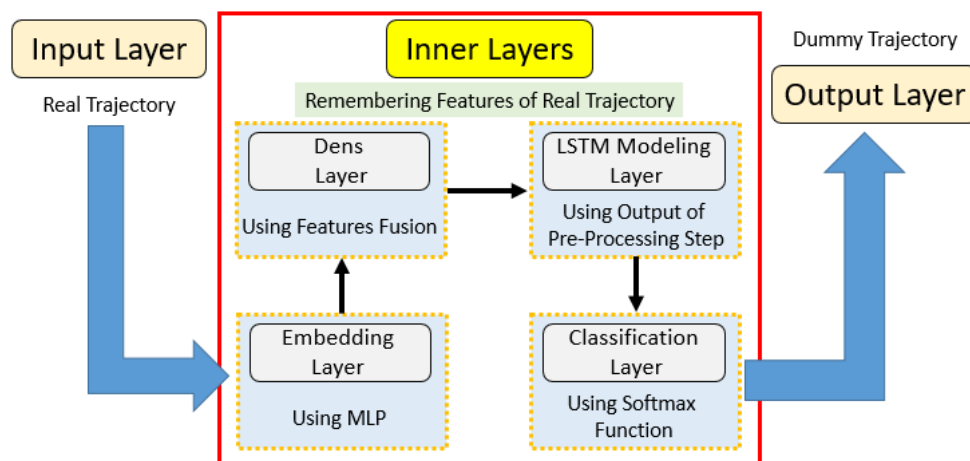 Input Layer
Real Trajectory
Inner Layers
Remembering Features of Real Trajectory
Dens
Layer
Using Features Fusion
LSTM Modeling
Layer
Using Output of
Pre-Processing Step
Embedding
Layer
Using MLP
Classification
Layer
Using Softmax
Function
Dummy Trajectory
Output Layer